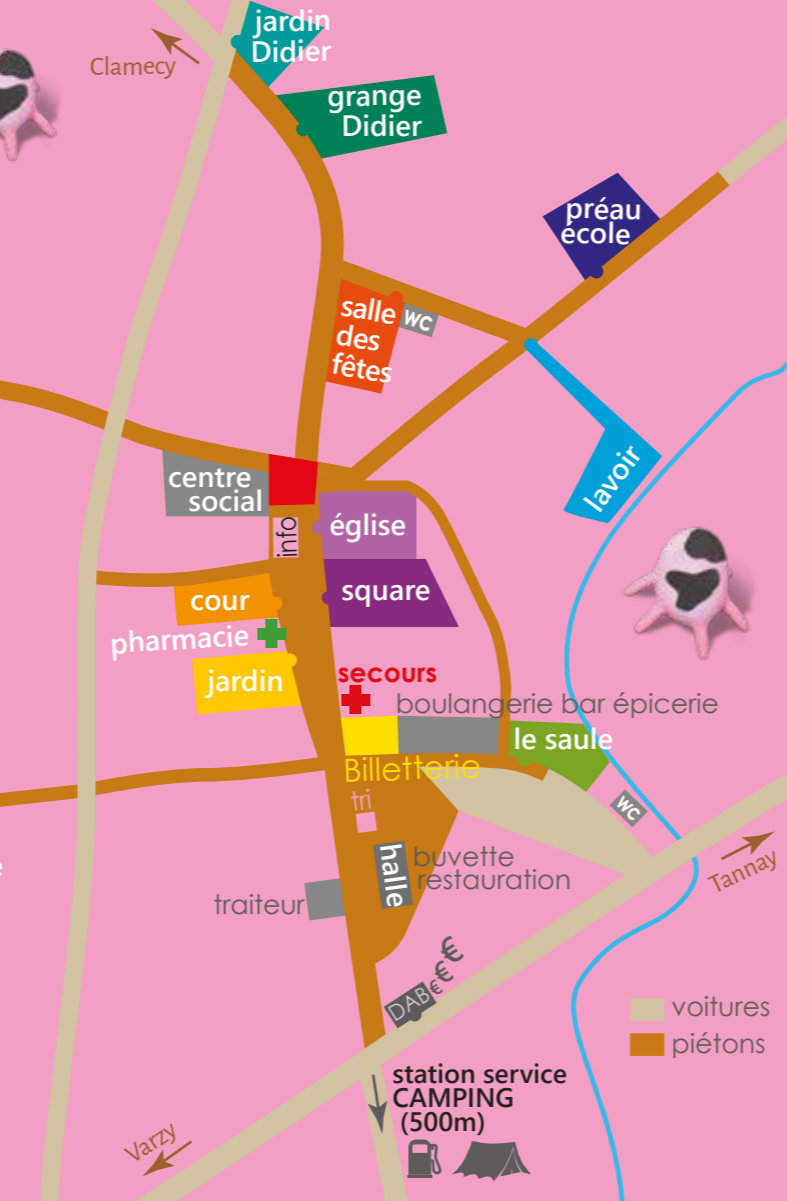 jardin
Didier
Clamecy
grange
Didier
préau
école
salle
des
fêtes
WC
lavoir
centre
social
info
église
cour
square
pharmacie
jardin
secours
boulangerie bar épicerie
le saule
Billetterie
tri
WC
halle
buvette
restauration
traiteur
Tannay
DAB€€€
voitures
piétons
station service
CAMPING
(500m)
Varzy